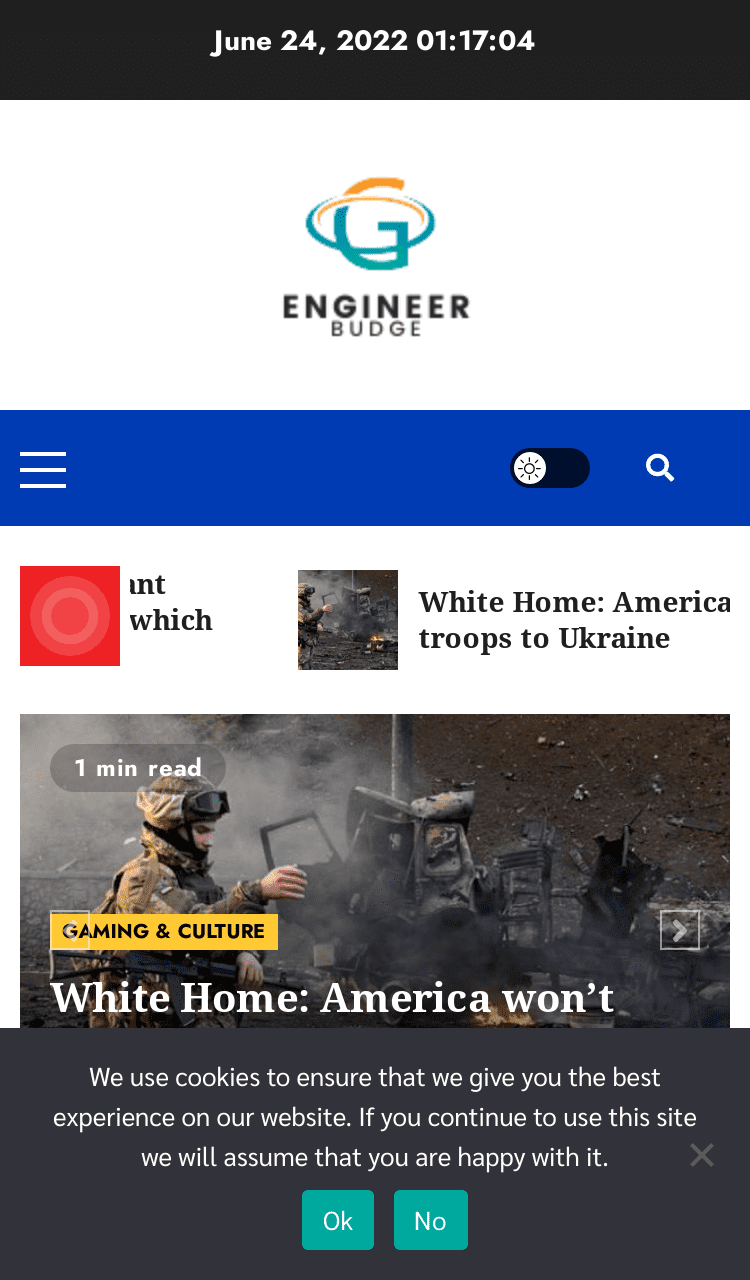 June 24, 2022 01:17:04
ENGINEER
BUDGE
which
White Home: America
troops to Ukraine
1 min read
GAMING & CULTURE
White Home: America won’t
We use cookies to ensure that we give you the best
experience on our website. If you continue to use this site
we will assume that you are happy with it.
Ok
No